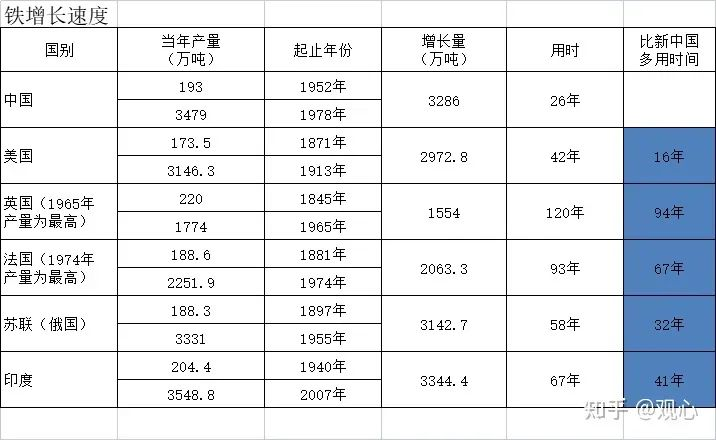 铁增长速度
国别 当年产量（万吨） 起止年份 增长量（万吨） 用时 比新中国多用时间
中国 193 1952年 3286 26年
3479 1978年
美国 173.5 1871年 2972.8 42年 16年
3146.3 1913年
英国（1965年产量为最高） 220 1845年 1554 120年 94年
1774 1965年
法国（1974年产量为最高） 188.6 1881年 2063.3 93年 67年
2251.9 1974年
苏联（俄国） 188.3 1897年 3142.7 58年 32年
3331 1955年
印度 204.4 1940年 3344.4 67年 41年
3548.8 2007年
知乎 @观心